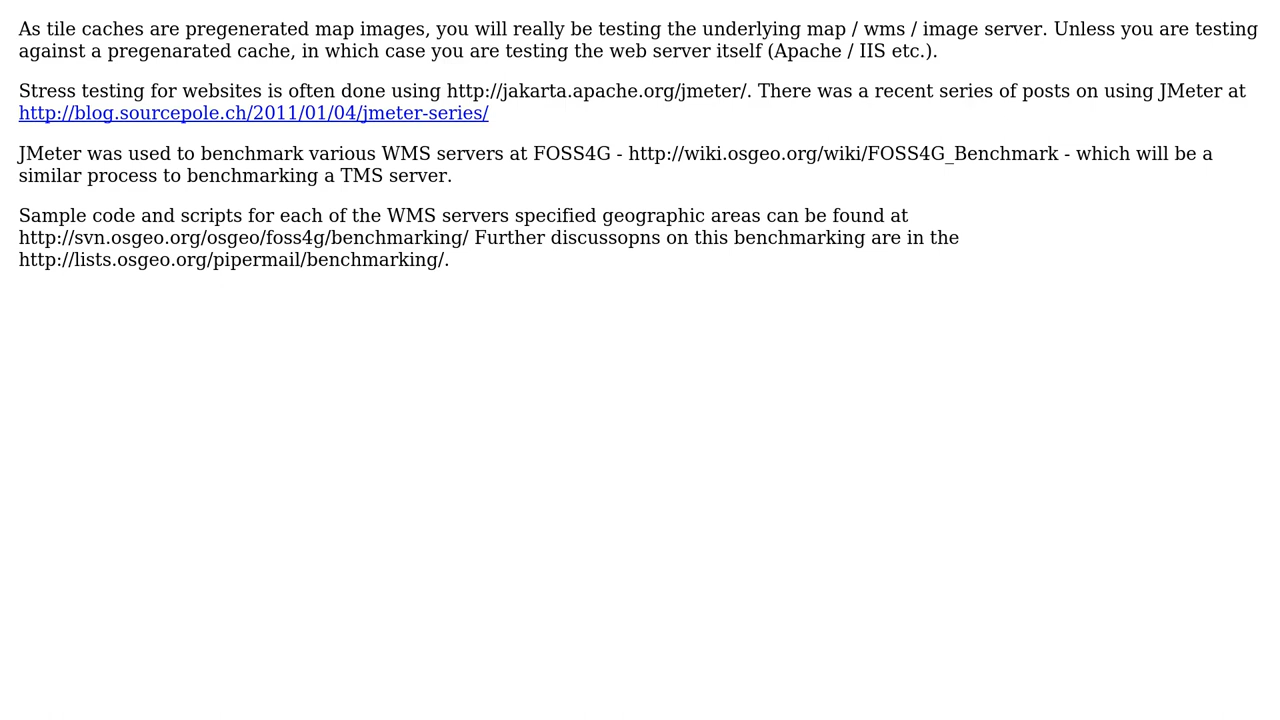 As tile caches are pregenerated map images, you will really be testing the underlying map / wms / image server. Unless you are testing
against a pregenarated cache, in which case you are testing the web server itself (Apache / IIS etc.).
Stress testing for websites is often done using http://jakarta.apache.org/jmeter/. There was a recent series of posts on using JMeter at
http://blog.sourcepole.ch/2011/01/04/jmeter-series/
JMeter was used to benchmark various WMS servers at FOSS4G - http://wiki.osgeo.org/wiki/FOSS4G_Benchmark - which will be a
similar process to benchmarking a TMS server.
Sample code and scripts for each of the WMS servers specified geographic areas can be found at
http://svn.osgeo.org/osgeo/foss4g/benchmarking/ Further discussopns on this benchmarking are in the
http://lists.osgeo.org/pipermail/benchmarking/.